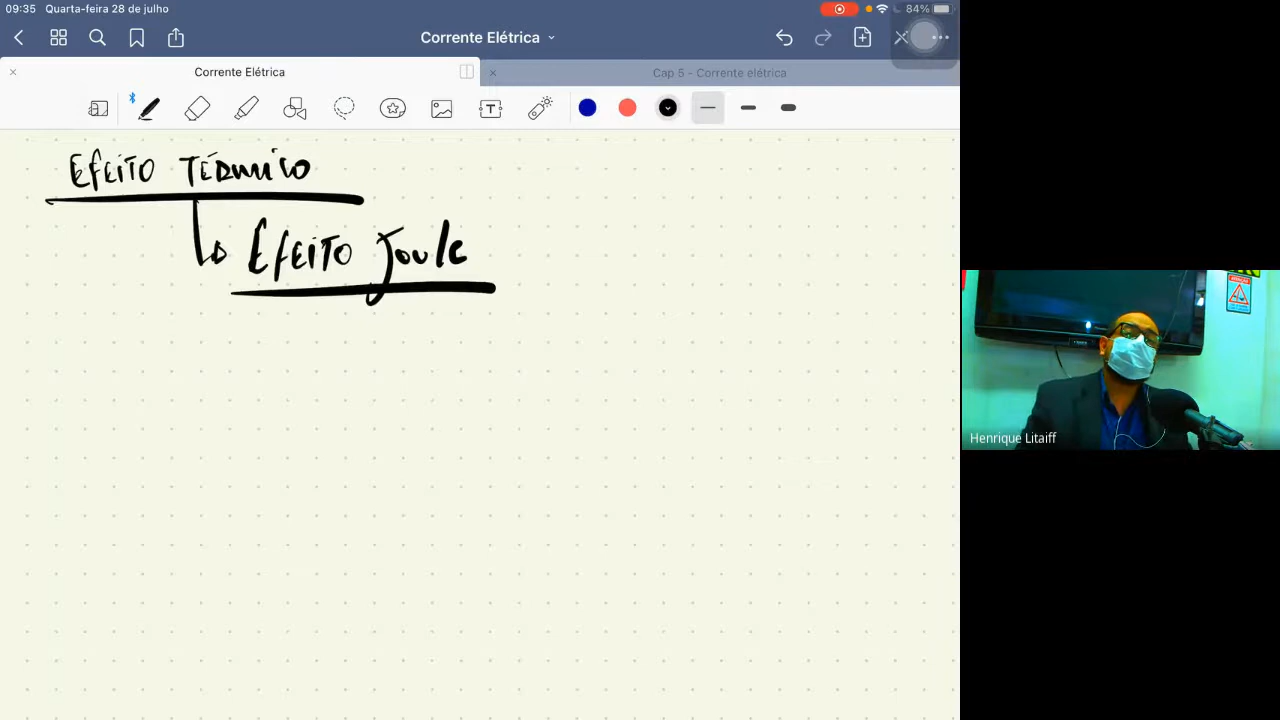 09:35 Quarta-feira 28 de julho
84%
Corrente Elétrica
Corrente Elétrica
Cap 5 - Corrente elétrica
T
EFEITO TÉRMICO
EFEITO JOULE
Henrique Litaiff